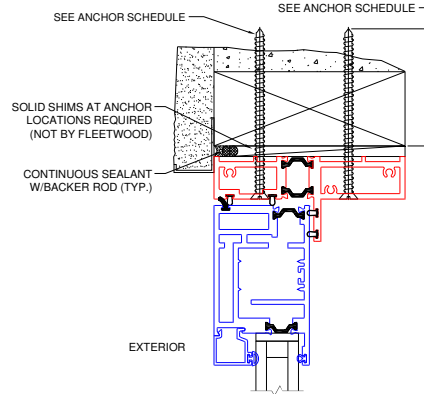 SEE ANCHOR SCHEDULE
SEE ANCHOR SCHEDULE
SOLID SHIMS AT ANCHOR
LOCATIONS REQUIRED
(NOT BY FLEETWOOD)
CONTINUOUS SEALANT
W/BACKER ROD (TYP.)
EXTERIOR